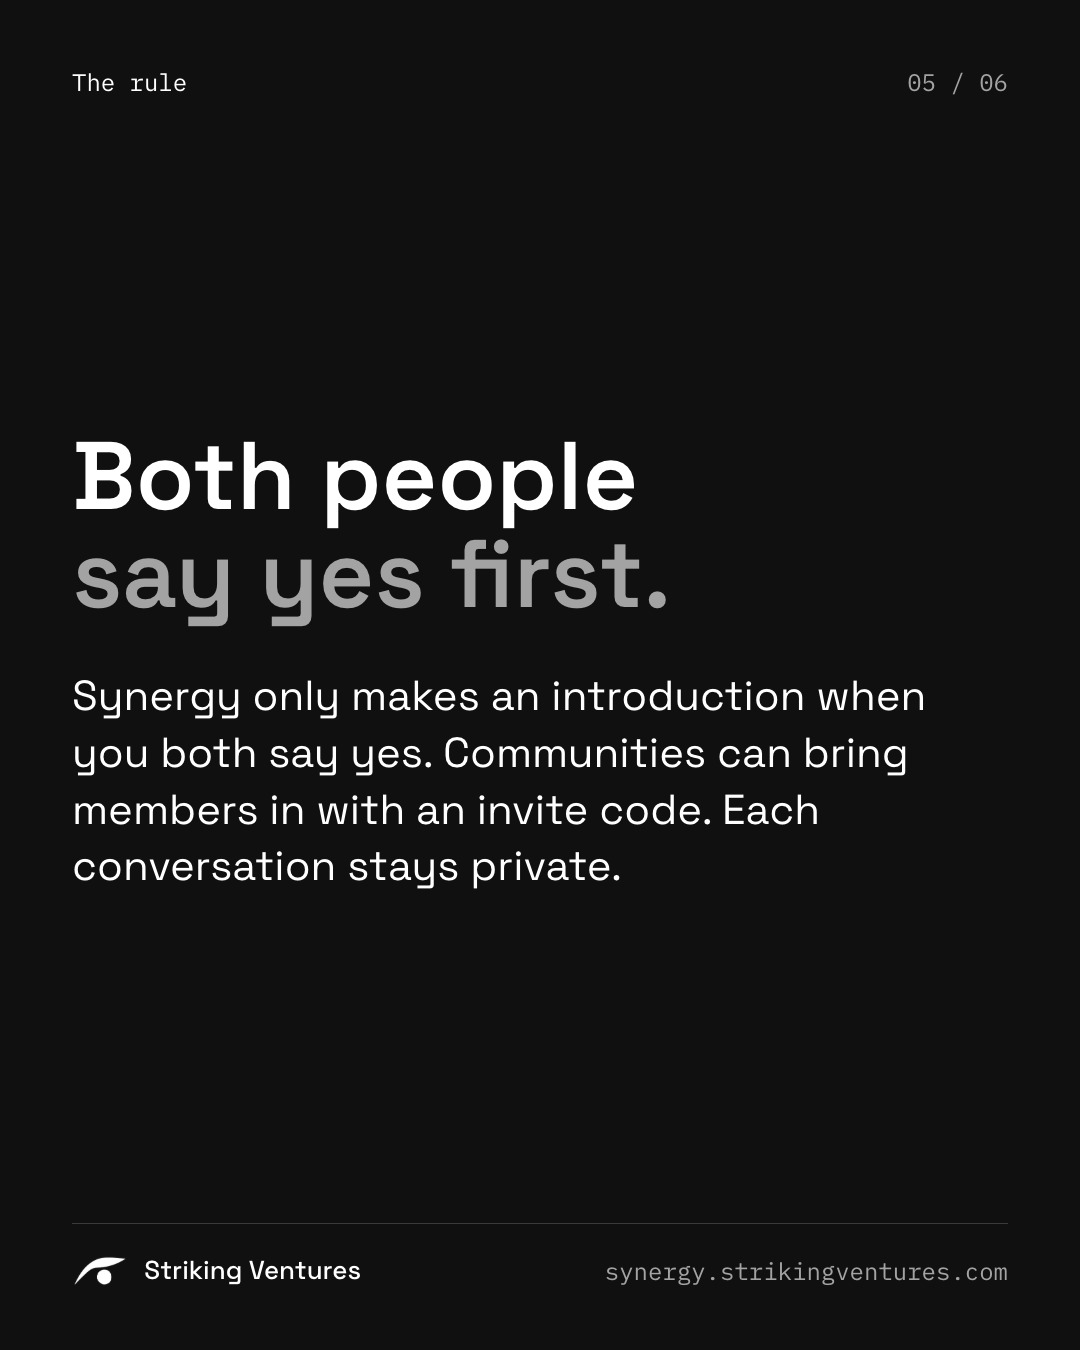 The rule
05 / 06
Both people
say yes first.
Synergy only makes an introduction when
you both say yes. Communities can bring
members in with an invite code. Each
conversation stays private.
Striking Ventures
synergy.strikingventures.com